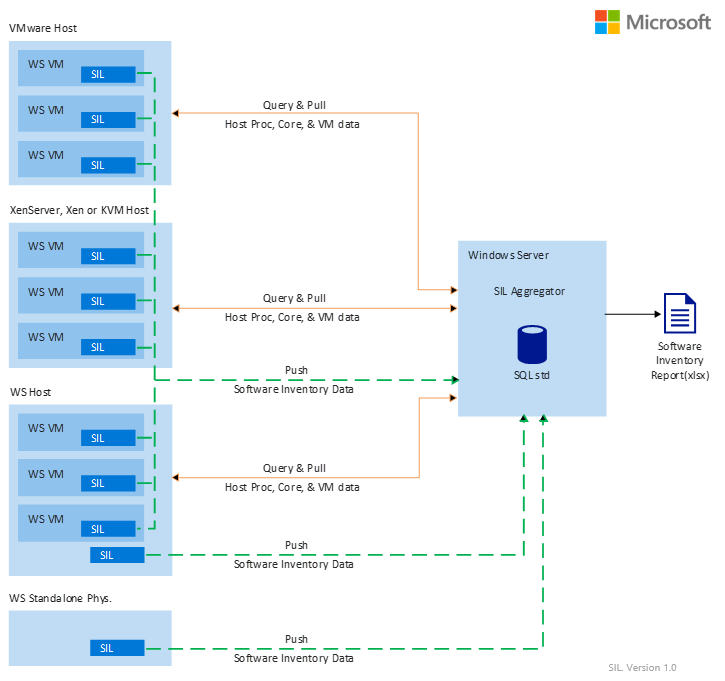 Microsoft
VMware Host
WS VM
SIL
WS VM
SIL
WS VM
SIL
Query & Pull
Host Proc, Core, & VM data
XenServer, Xen or KVM Host
WS VM
SIL
WS VM
SIL
WS VM
SIL
Query & Pull
Host Proc, Core, & VM data
Windows Server
SIL Aggregator
SQL std
Software
Inventory
Report(xlsx)
Push
Software Inventory Data
WS Host
WS VM
SIL
WS VM
SIL
WS VM
SIL
SIL
Query & Pull
Host Proc, Core, & VM data
Push
Software Inventory Data
WS Standalone Phys.
SIL
Push
Software Inventory Data
SIL. Version 1.0